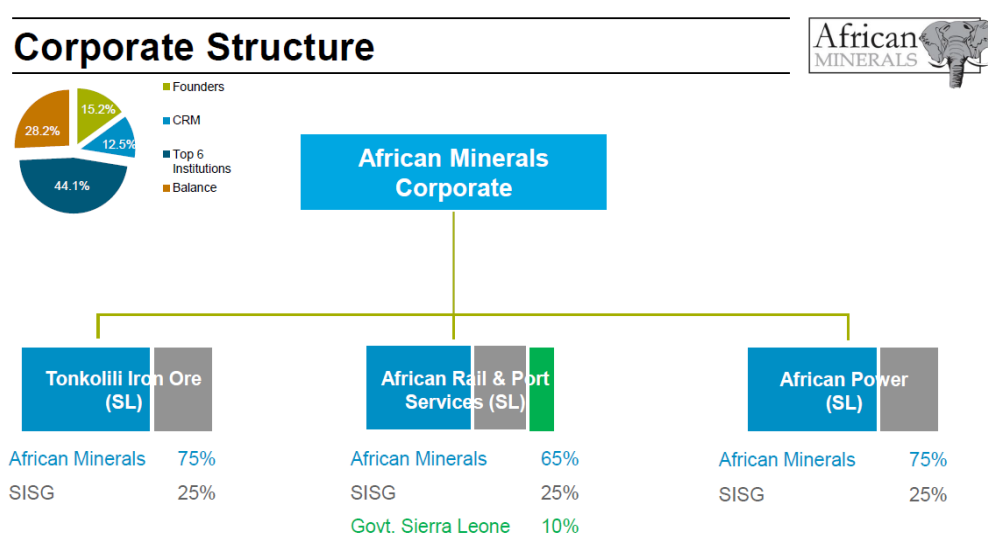 Corporate Structure
African
MINERALS
Founders
CRM
Top 6
Institutions
Balance
15.2%
12.5%
44.1%
28.2%
African Minerals
Corporate
Tonkolili Iron Ore
(SL)
African Minerals 75%
SISG 25%
African Rail & Port
Services (SL)
African Minerals 65%
SISG 25%
Govt. Sierra Leone 10%
African Power
(SL)
African Minerals 75%
SISG 25%